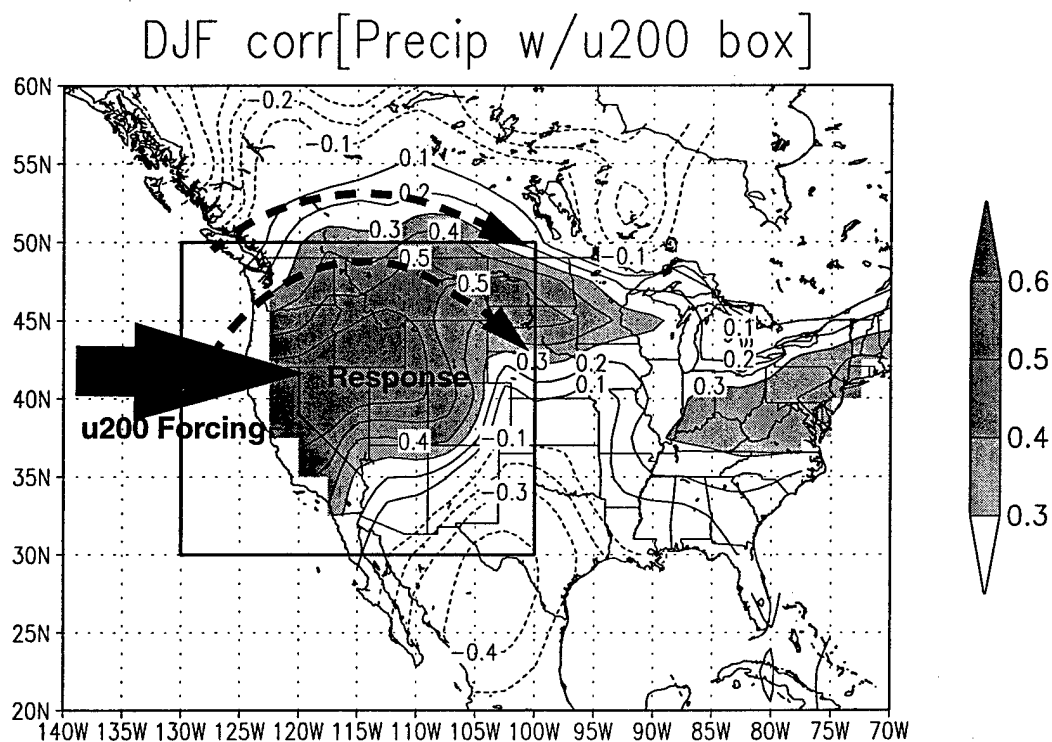 DJF corr[Precip w/u200 box]
60N
55N
50N
45N
40N
35N
30N
25N
20N
140W 135W 130W 125W 120W 115W 110W 105W 100W 95W 90W 85W 80W 75W 70W
-0.2
-0.1
0.1
0.2
0.3
0.4
0.5
0.5
-0.1
0.1
0.2
0.3
0.3
0.2
0.1
Response
u200 Forcing
0.4
-0.1
-0.3
-0.4
0.6
0.5
0.4
0.3